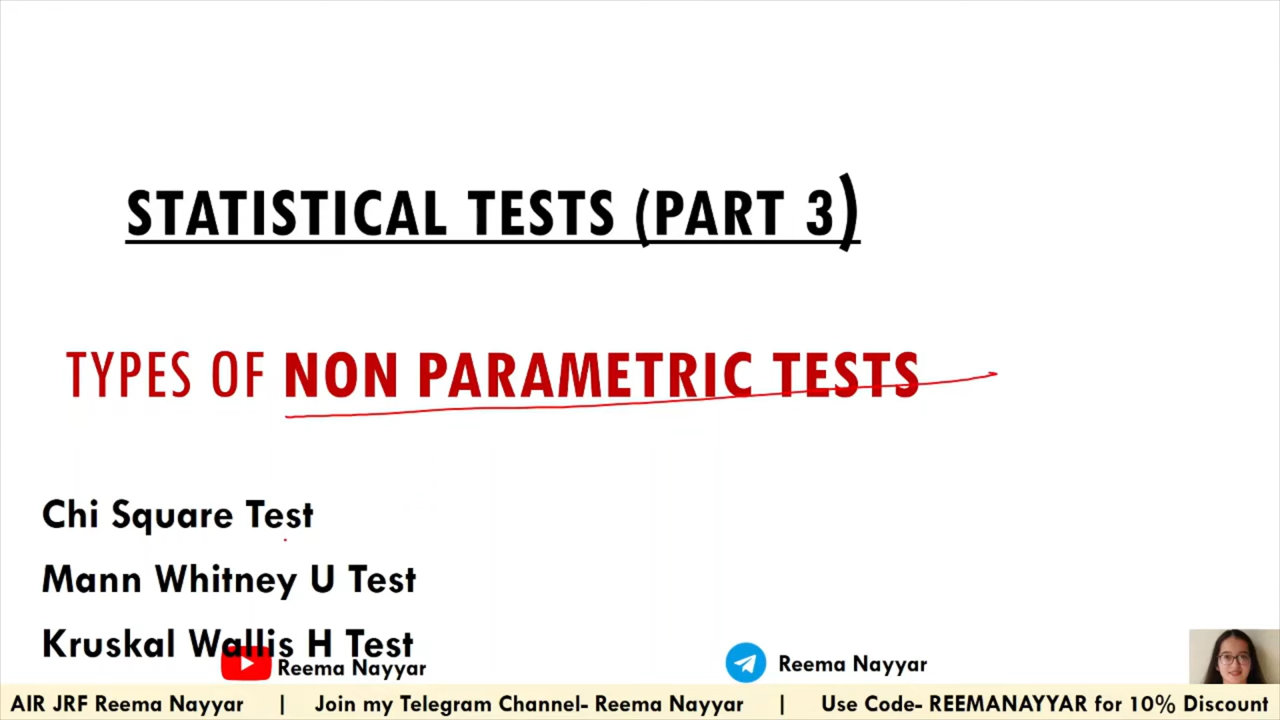 STATISTICAL TESTS (PART 3)
TYPES OF NON PARAMETRIC TESTS
Chi Square Test
Mann Whitney U Test
Kruskal Wallis H Test
Reema Nayyar
Reema Nayyar
AIR JRF Reema Nayyar | Join my Telegram Channel- Reema Nayyar | Use Code- REEMANAYYAR for 10% Discount